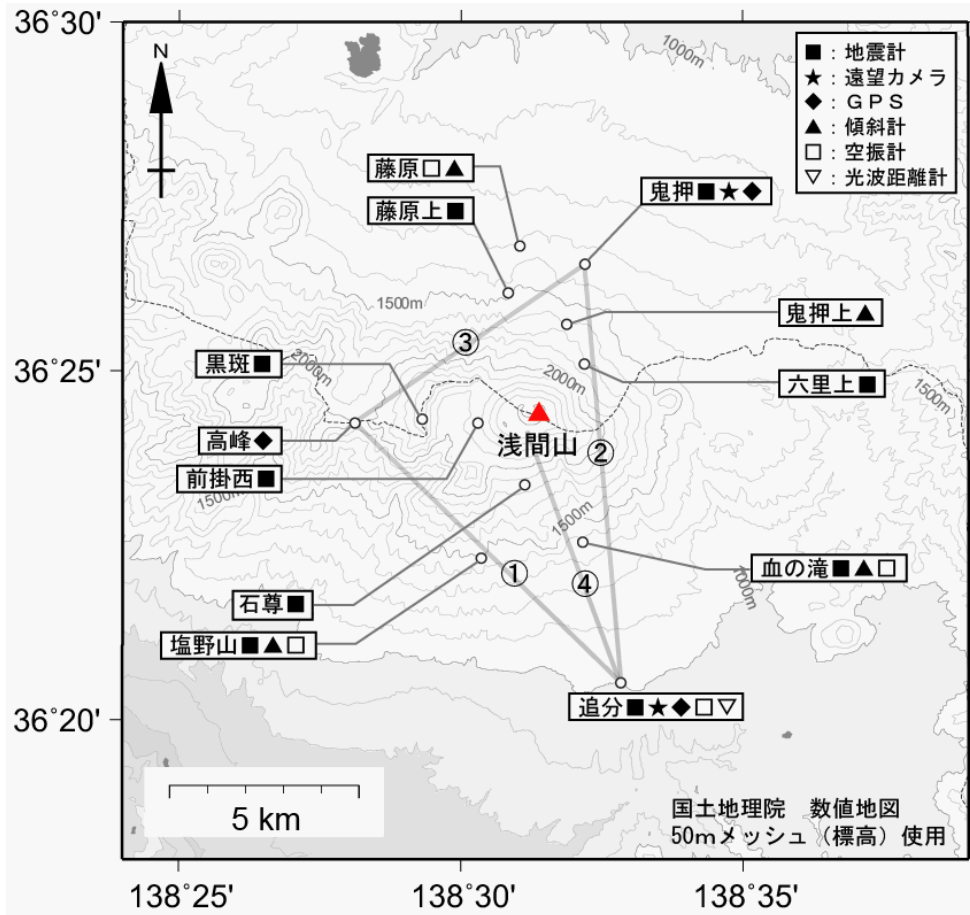 36°30'
1000m
N
■：地震計
★：遠望カメラ
◆：ＧＰＳ
▲：傾斜計
□：空振計
▽：光波距離計
藤原□▲
鬼押■★◆
藤原上■
1500m
鬼押上▲
③
36°25'
黒斑■
2000m
2000m
六里上■
1500m
高峰◆
浅間山
②
前掛西■
1500m
1500m
血の滝■▲□
1000m
①
④
石尊■
塩野山■▲□
追分■★◆□▽
36°20'
5 km
国土地理院　数値地図
50mメッシュ（標高）使用
138°25'
138°30'
138°35'